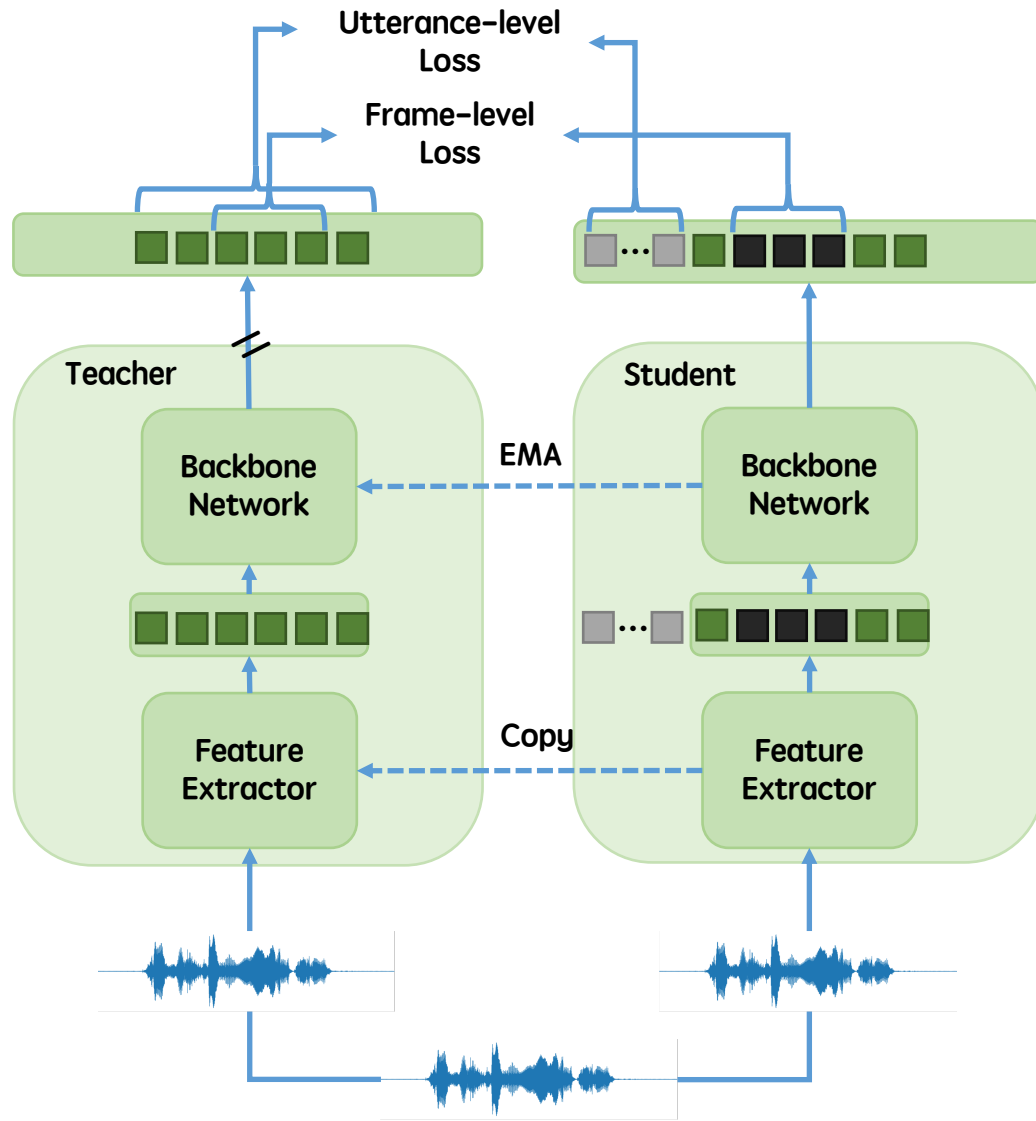 Utterance-level
Loss
Frame-level
Loss
...
Teacher
Student
Backbone
Network
EMA
Backbone
Network
...
Feature
Extractor
Copy
Feature
Extractor